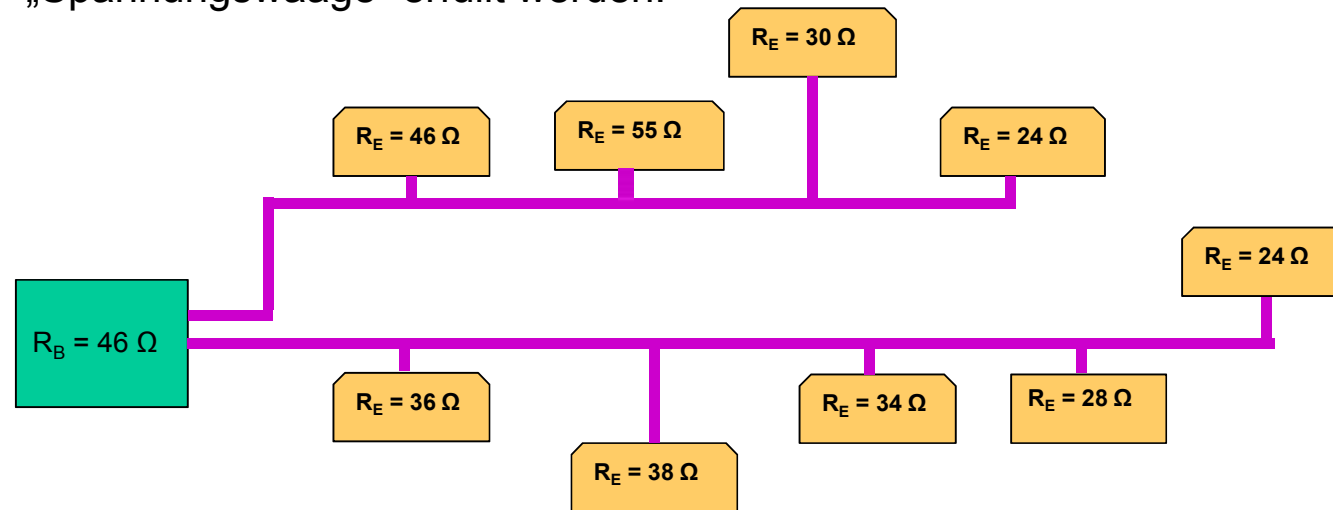 „Spannungswaage“ erfüllt werden.
R_E = 30 Ω
R_E = 46 Ω
R_E = 55 Ω
R_E = 24 Ω
R_E = 24 Ω
R_B = 46 Ω
R_E = 36 Ω
R_E = 34 Ω
R_E = 28 Ω
R_E = 38 Ω